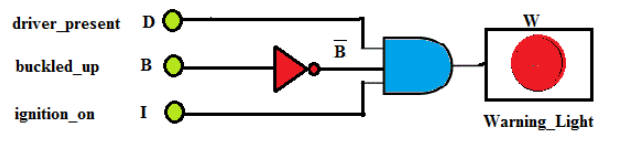 driver_present D
W
B̅
buckled_up B
ignition_on I
Warning_Light